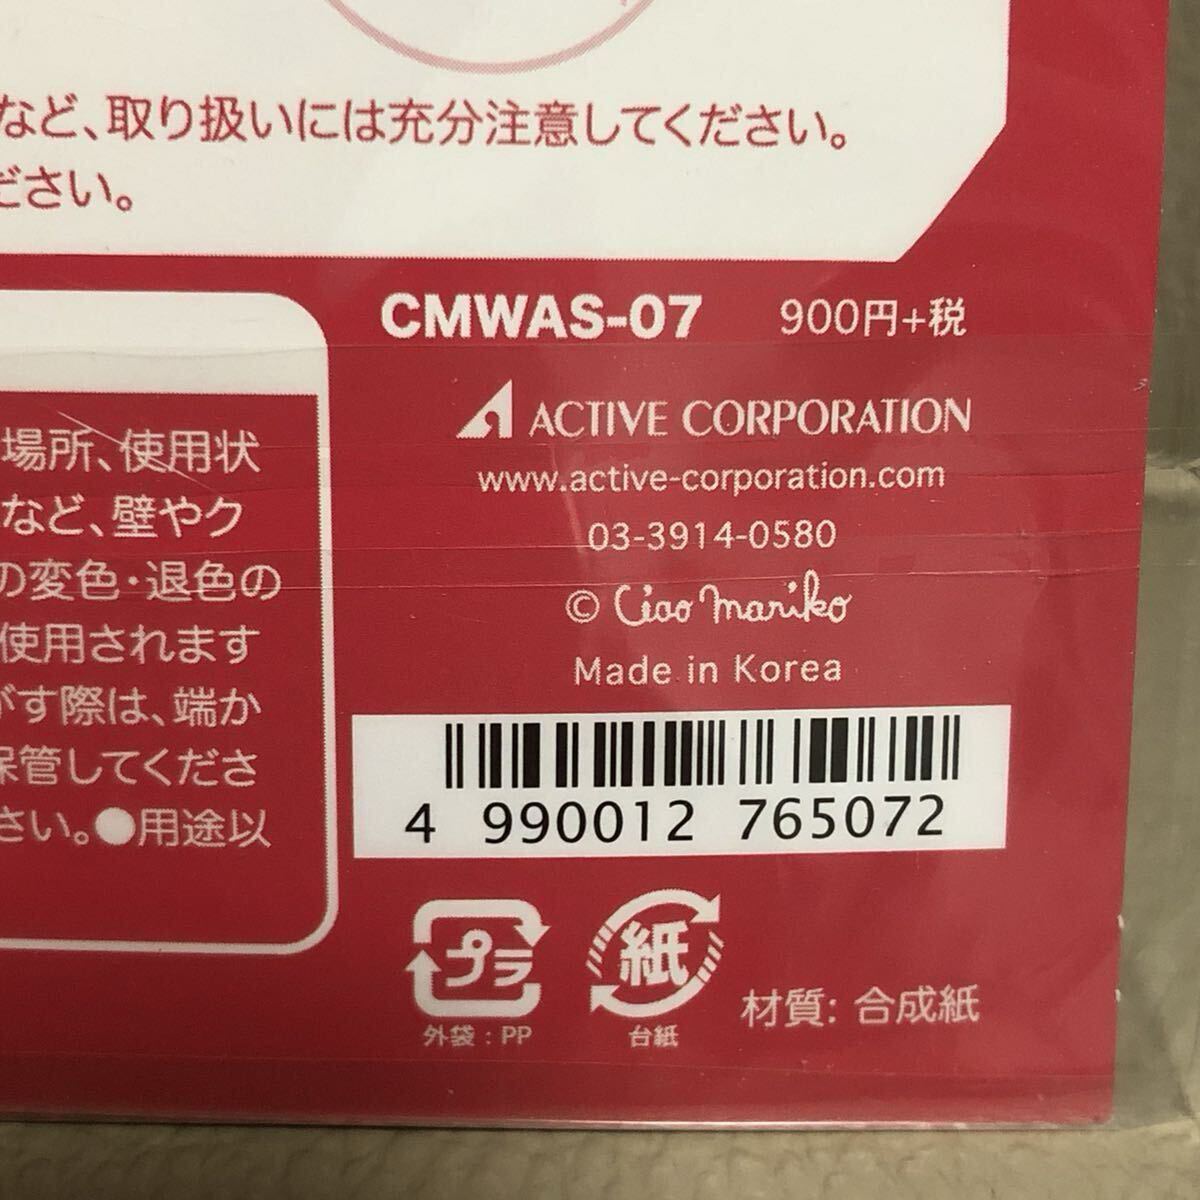 など、取り扱いには充分注意してください。
ださい。
CMWAS-07 900円+税
ACTIVE CORPORATION
www.active-corporation.com
03-3914-0580
© Ciao Mariko
Made in Korea
場所、使用状
など、壁やク
の変色・退色の
使用されます
がす際は、端か
保管してくださ
さい。●用途以
4 990012 765072
プラ
外袋：PP
紙
台紙
材質: 合成紙